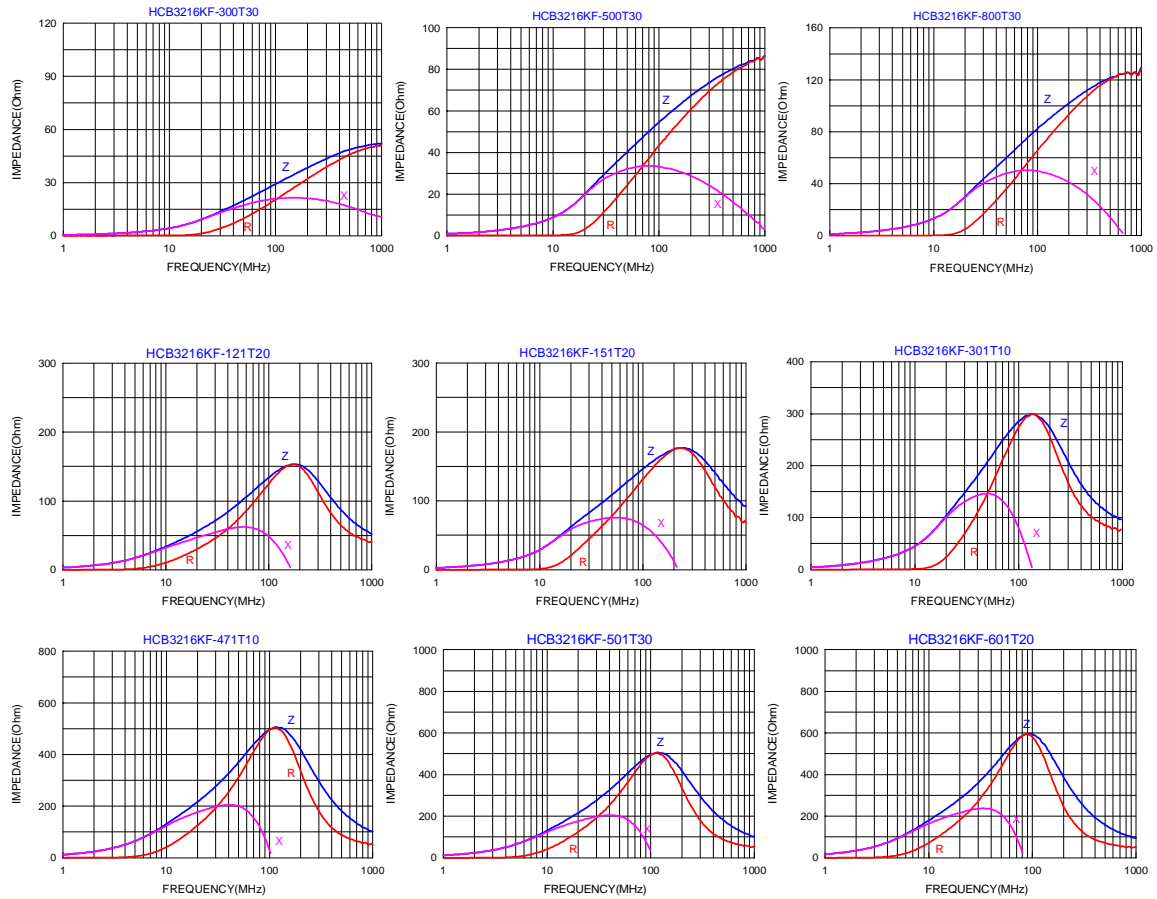 HCB3216KF-300T30
IMPEDANCE(Ohm)
120
90
60
30
0
Z
X
R
1 10 100 1000
FREQUENCY(MHz)
HCB3216KF-500T30
IMPEDANCE(Ohm)
100
80
60
40
20
0
Z
X
R
1 10 100 1000
FREQUENCY(MHz)
HCB3216KF-800T30
IMPEDANCE(Ohm)
160
120
80
40
0
Z
X
R
1 10 100 1000
FREQUENCY(MHz)
HCB3216KF-121T20
IMPEDANCE(Ohm)
300
200
100
0
Z
X
R
1 10 100 1000
FREQUENCY(MHz)
HCB3216KF-151T20
IMPEDANCE(Ohm)
300
200
100
0
Z
X
R
1 10 100 1000
FREQUENCY(MHz)
HCB3216KF-301T10
IMPEDANCE(Ohm)
400
300
200
100
0
Z
X
R
1 10 100 1000
FREQUENCY(MHz)
HCB3216KF-471T10
IMPEDANCE(Ohm)
800
600
400
200
0
Z
R
X
1 10 100 1000
FREQUENCY(MHz)
HCB3216KF-501T30
IMPEDANCE(Ohm)
1000
800
600
400
200
0
Z
X
R
1 10 100 1000
FREQUENCY(MHz)
HCB3216KF-601T20
IMPEDANCE(Ohm)
1000
800
600
400
200
0
Z
X
R
1 10 100 1000
FREQUENCY(MHz)